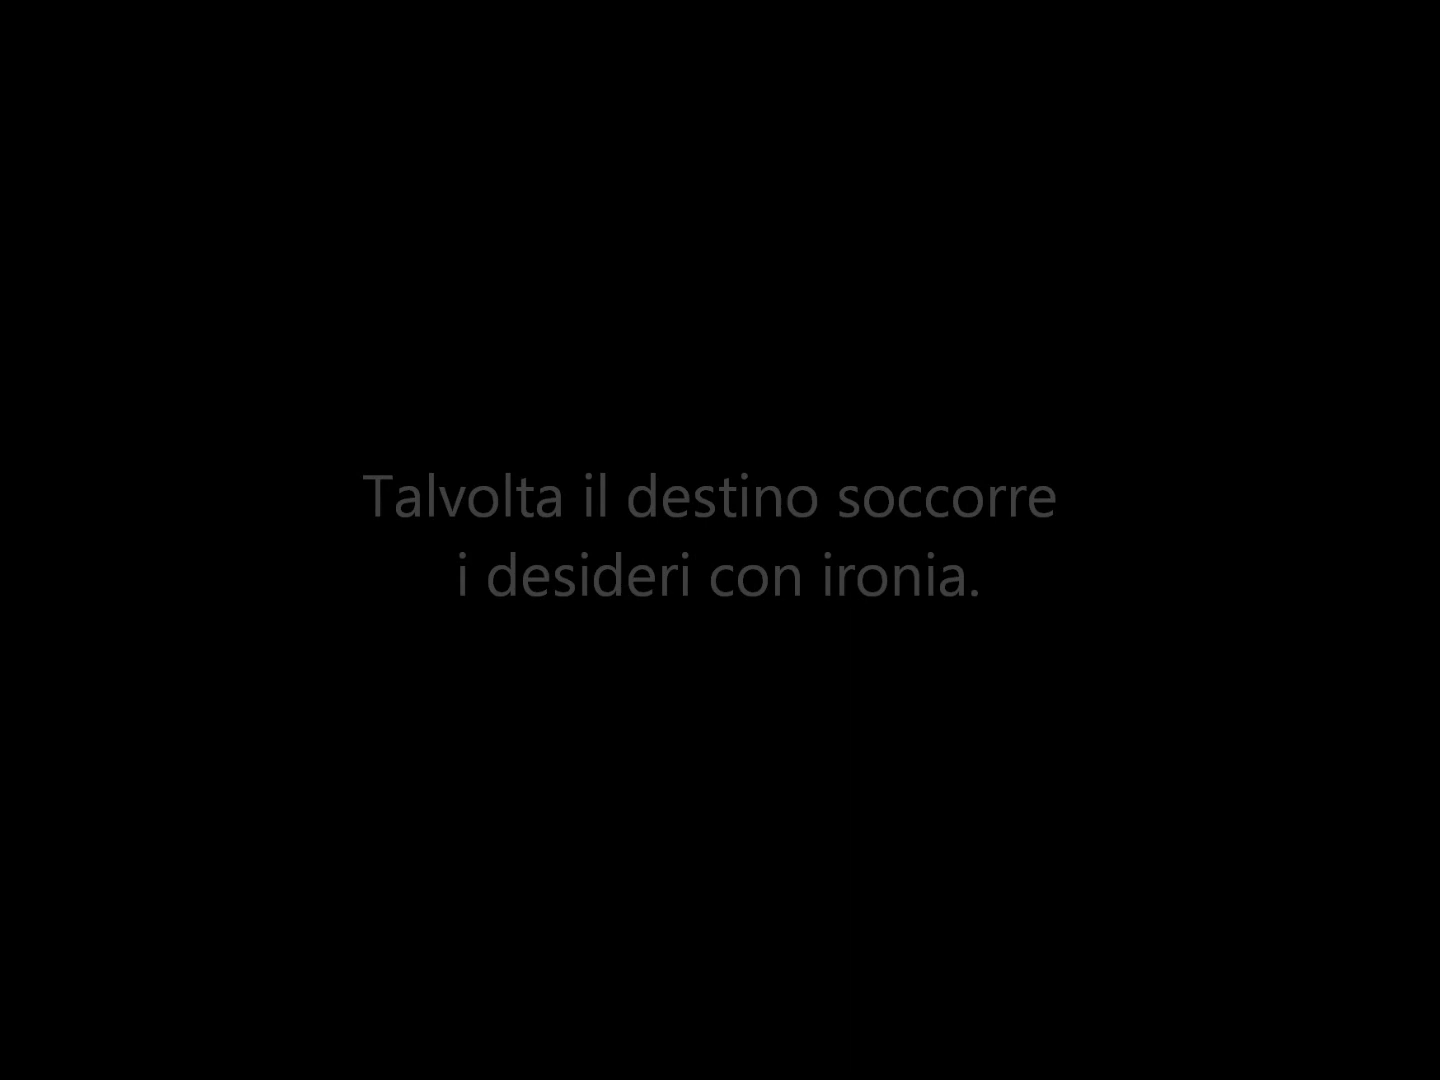 Talvolta il destino soccorre
i desideri con ironia.